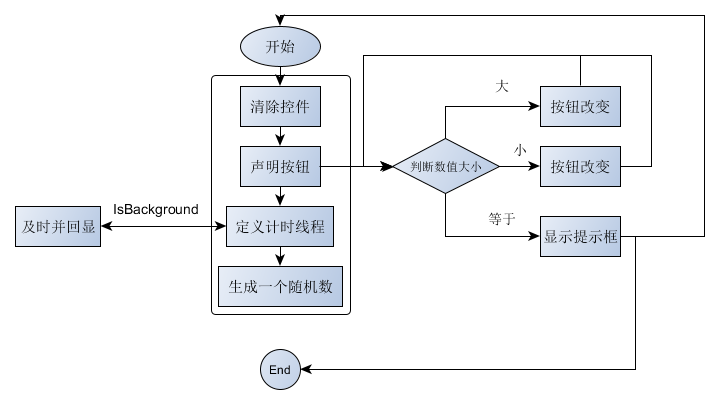 开始
清除控件
大
按钮改变
声明按钮
判断数值大小
小
按钮改变
IsBackground
及时并回显
定义计时线程
等于
显示提示框
生成一个随机数
End